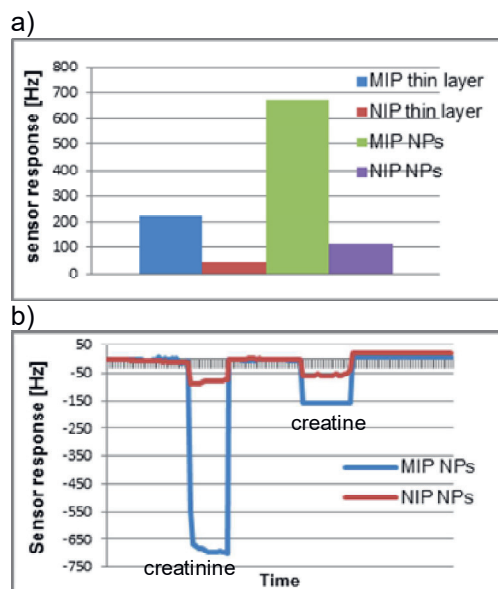 a)
sensor response [Hz]
800
700
600
500
400
300
200
100
0
MIP thin layer
NIP thin layer
MIP NPs
NIP NPs
b)
Sensor response [Hz]
50
-50
-150
-250
-350
-450
-550
-650
-750
creatine
MIP NPs
NIP NPs
creatinine
Time